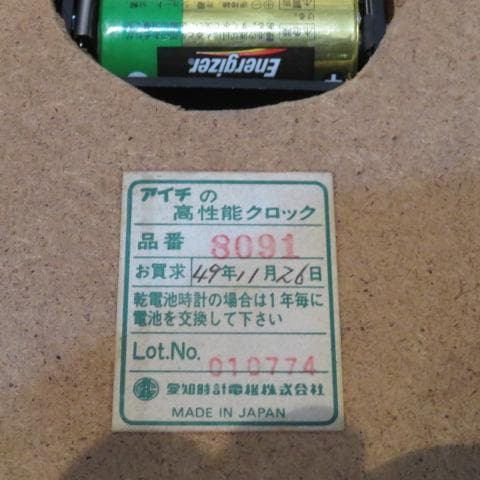 Energizer
アイチの
高性能クロック
品番 8091
お買求 49年11月26日
乾電池時計の場合は1年毎に
電池を交換して下さい
Lot.No. 010774
愛知時計電機株式会社
MADE IN JAPAN